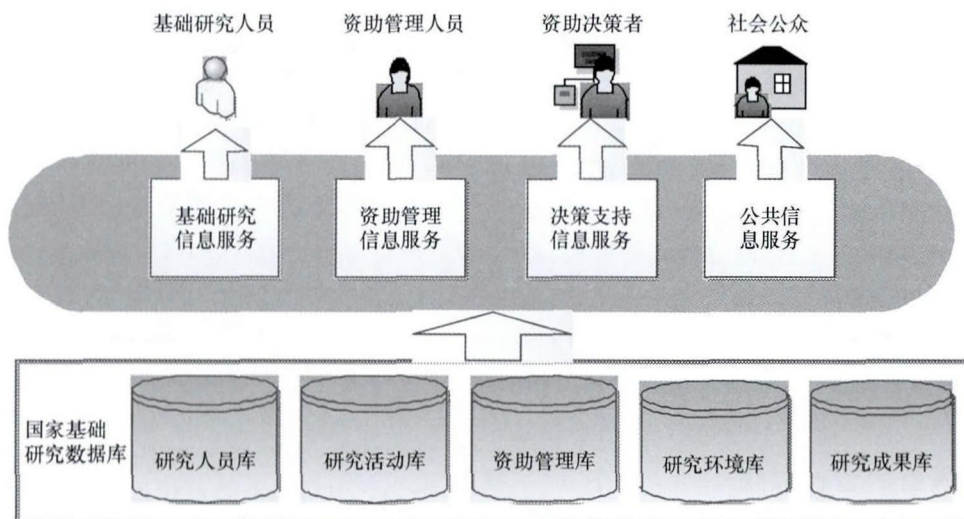 基础研究人员 资助管理人员 资助决策者 社会公众
基础研究
信息服务
资助管理
信息服务
决策支持
信息服务
公共信
息服务
国家基础
研究数据库
研究人员库 研究活动库 资助管理库 研究环境库 研究成果库